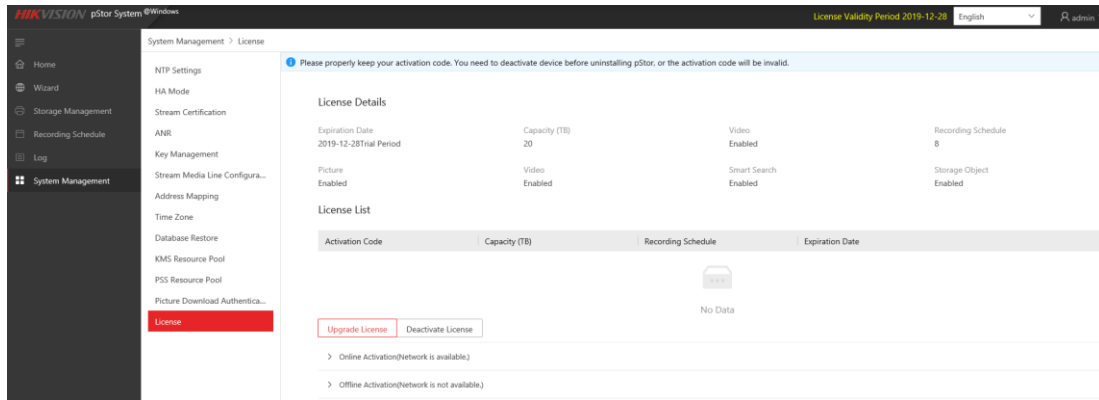 HIKVISION pStor System @Windows
License Validity Period 2019-12-28 English admin
System Management > License
Home
Wizard
Storage Management
Recording Schedule
Log
System Management
NTP Settings
HA Mode
Stream Certification
ANR
Key Management
Stream Media Line Configura...
Address Mapping
Time Zone
Database Restore
KMS Resource Pool
PSS Resource Pool
Picture Download Authentica...
License
Please properly keep your activation code. You need to deactivate device before uninstalling pStor, or the activation code will be invalid.
License Details
Expiration Date Capacity (TB) Video Recording Schedule
2019-12-28Trial Period 20 Enabled 8
Picture Video Smart Search Storage Object
Enabled Enabled Enabled Enabled
License List
Activation Code Capacity (TB) Recording Schedule Expiration Date
No Data
Upgrade License Deactivate License
> Online Activation(Network is available.)
> Offline Activation(Network is not available.)